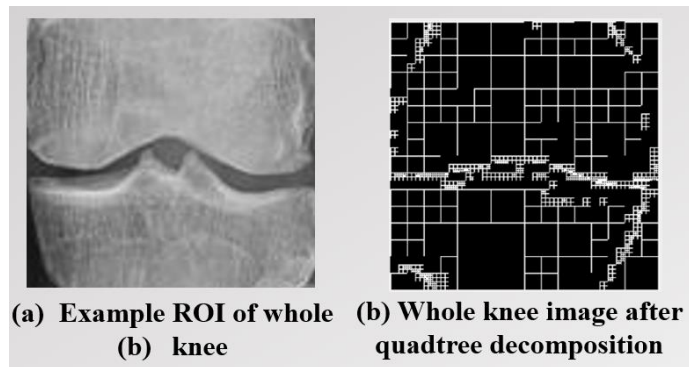 (a) Example ROI of whole
(b) knee
(b) Whole knee image after
quadtree decomposition